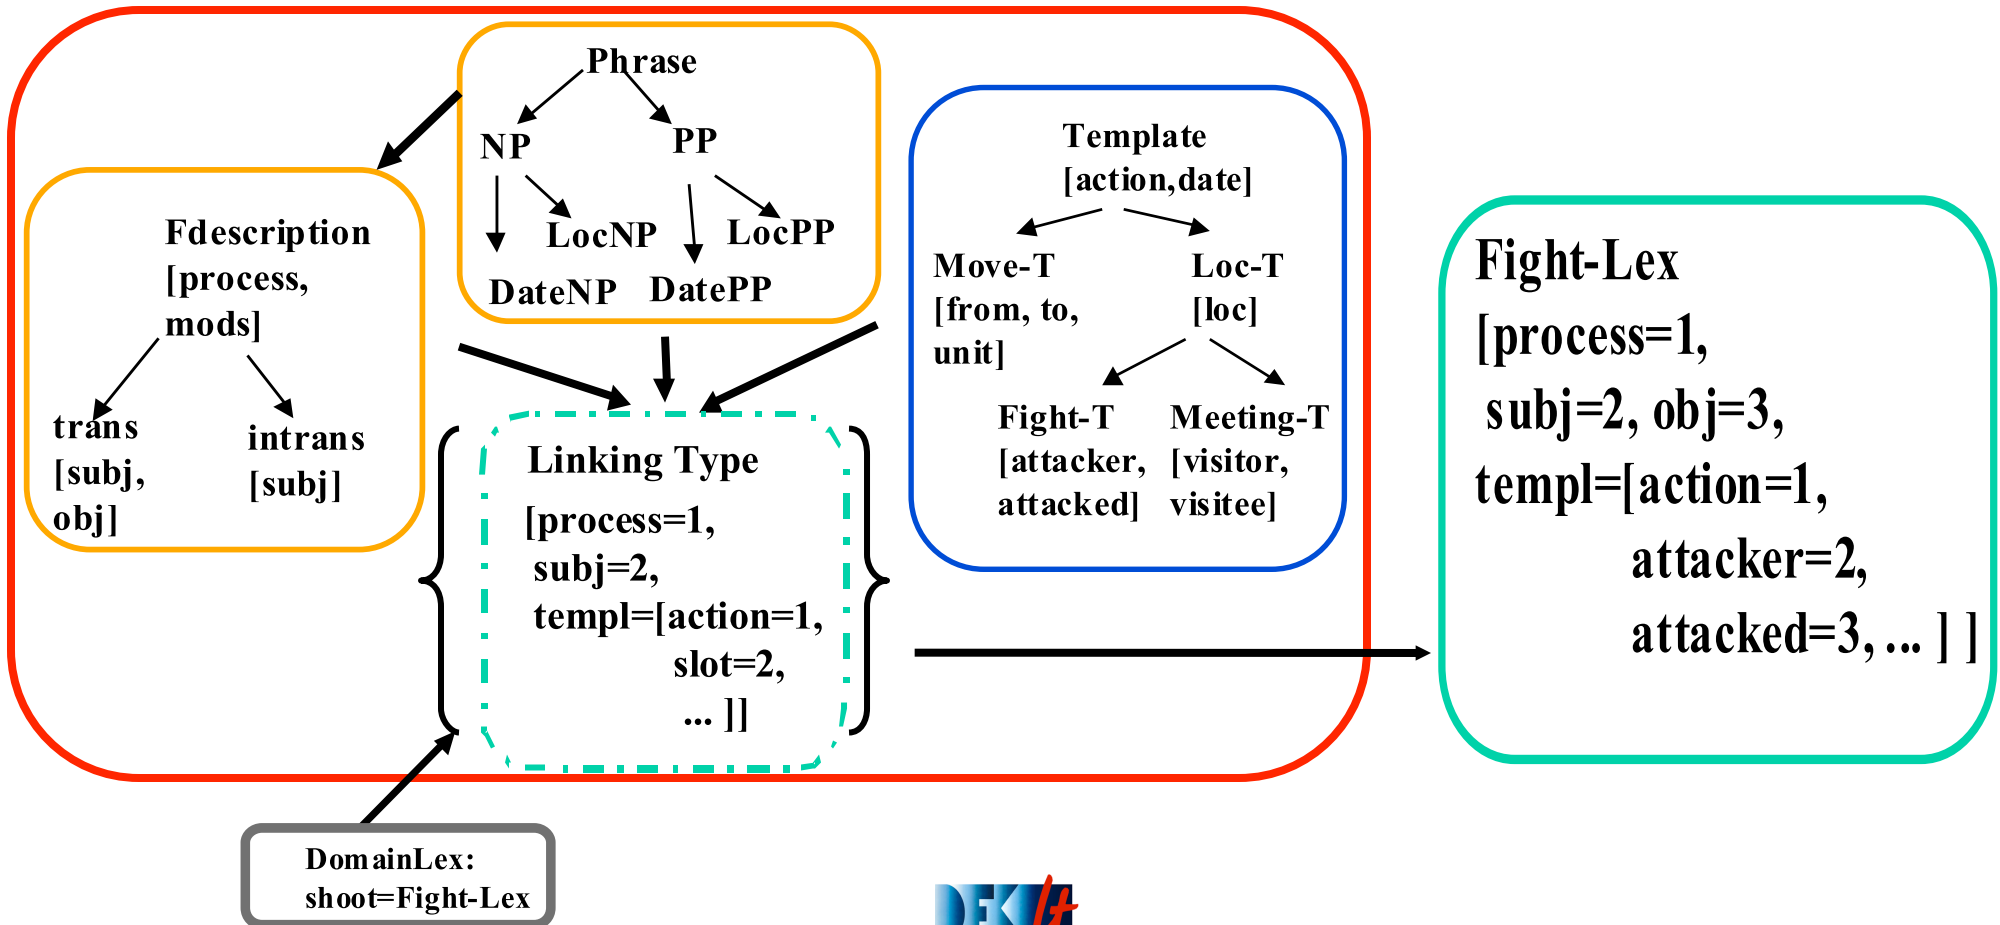 Phrase
NP
PP
LocNP
LocPP
DateNP
DatePP
Fdescription
[process,
mods]
trans
[subj,
obj]
intrans
[subj]
Template
[action,date]
Move-T
[from, to,
unit]
Loc-T
[loc]
Fight-T
[attacker,
attacked]
Meeting-T
[visitor,
visitee]
Linking Type
[process=1,
subj=2,
templ=[action=1,
slot=2,
... ]]
Fight-Lex
[process=1,
subj=2, obj=3,
templ=[action=1,
attacker=2,
attacked=3, ... ] ]
DomainLex:
shoot=Fight-Lex